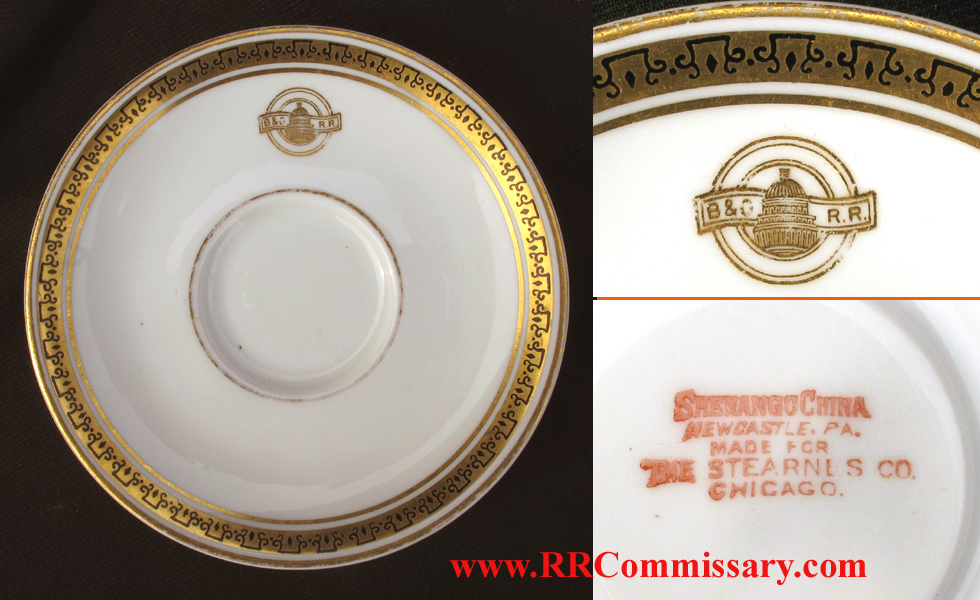 B&O R.R.
B&O R.R.
SHENANGO CHINA
NEWCASTLE. PA.
MADE FOR
THE STEARNES CO.
CHICAGO.
www.RRCommissary.com